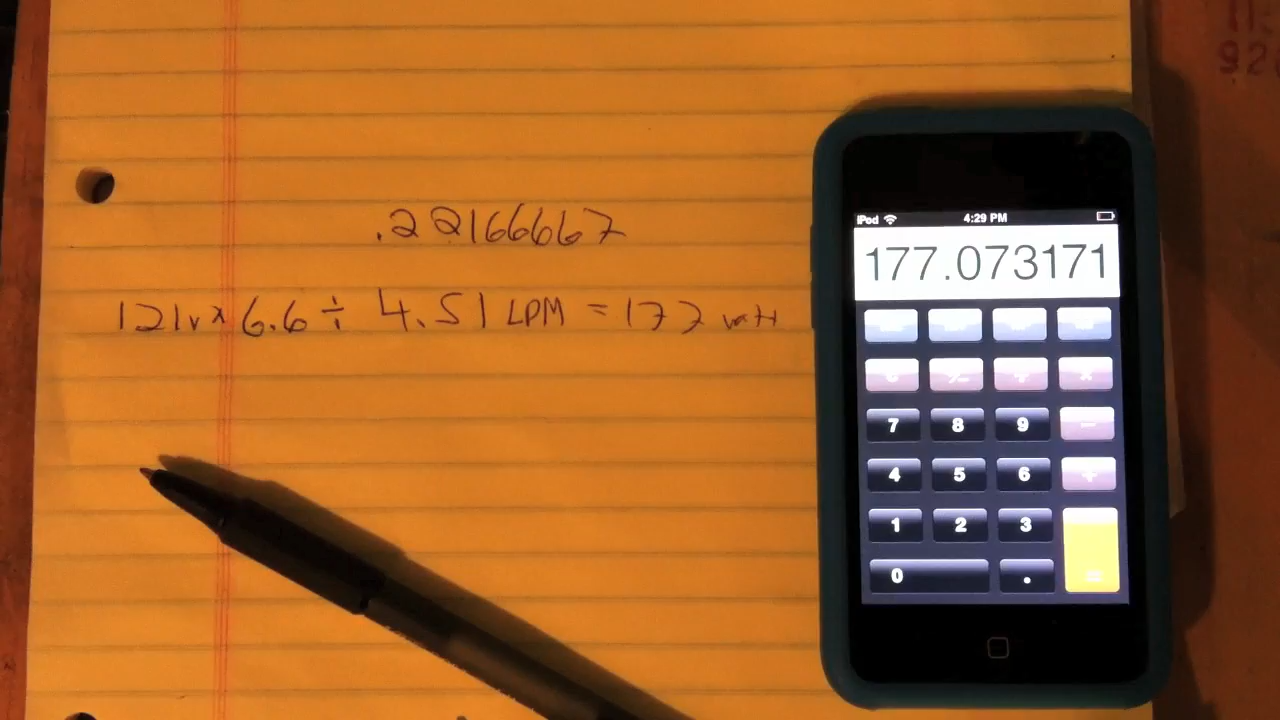 .22166667
121v x 6.6 ÷ 4.51 LPM = 177 watt
iPod 4:29 PM
177.073171
7 8 9 −
4 5 6 +
1 2 3
0 . =